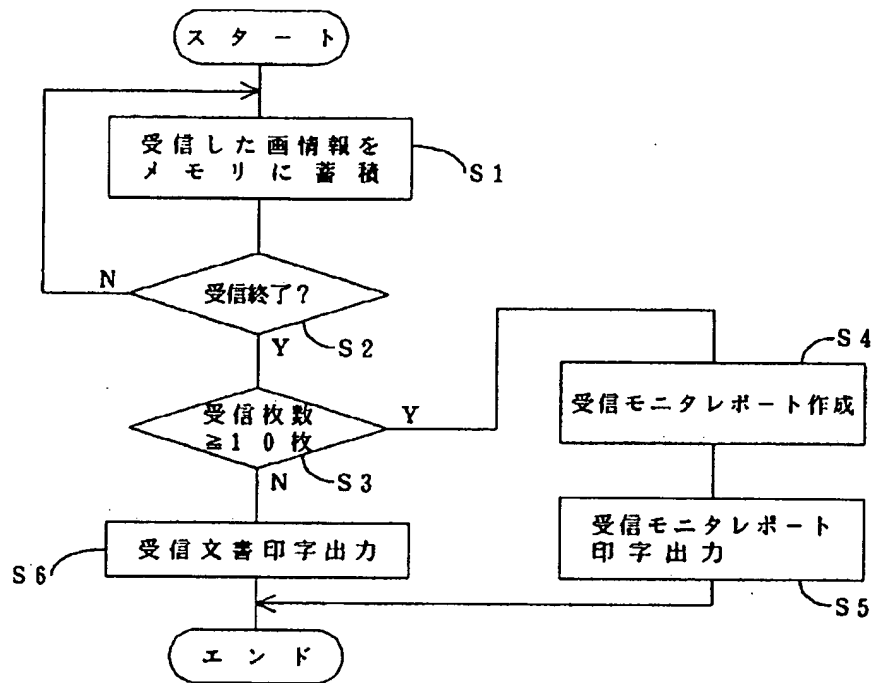 スタート
受信した画情報を
メモリに蓄積
S1
N
受信終了？
S2
Y
受信枚数
≧10枚
Y
S3
N
S4
受信モニタレポート作成
受信モニタレポート
印字出力
S5
受信文書印字出力
S6
エンド